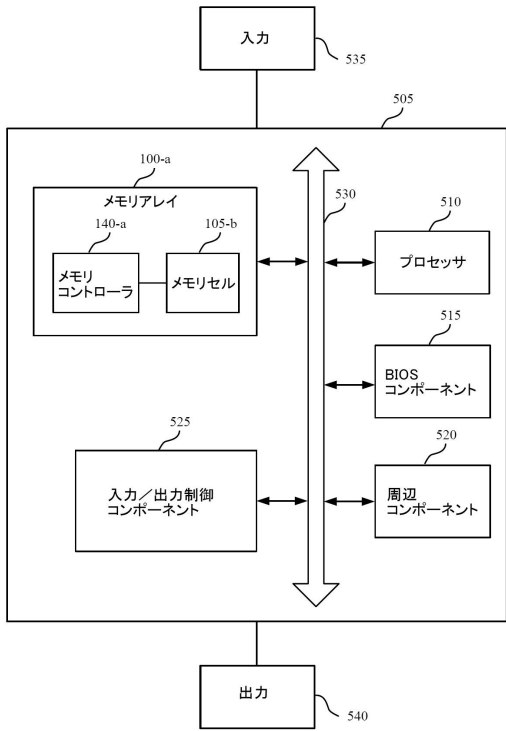 入力
535
505
100-a
メモリアレイ
140-a
105-b
メモリ
コントローラ
メモリセル
530
510
プロセッサ
515
BIOS
コンポーネント
525
入力／出力制御
コンポーネント
520
周辺
コンポーネント
出力
540